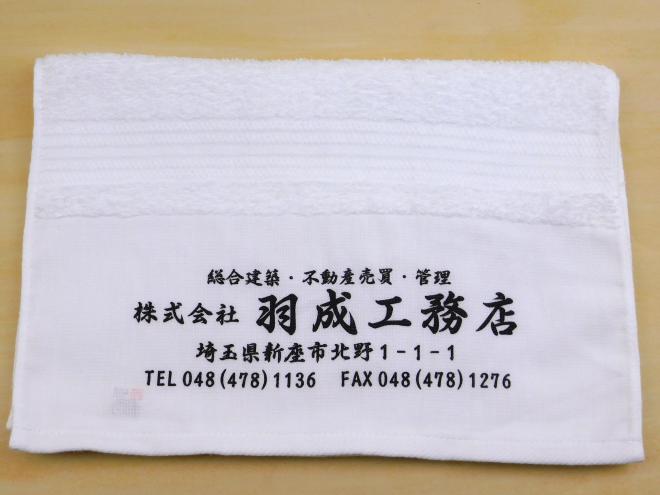 総合建築・不動産売買・管理
株式会社 羽成工務店
埼玉県新座市北野1-1-1
TEL 048(478)1136 FAX 048(478)1276